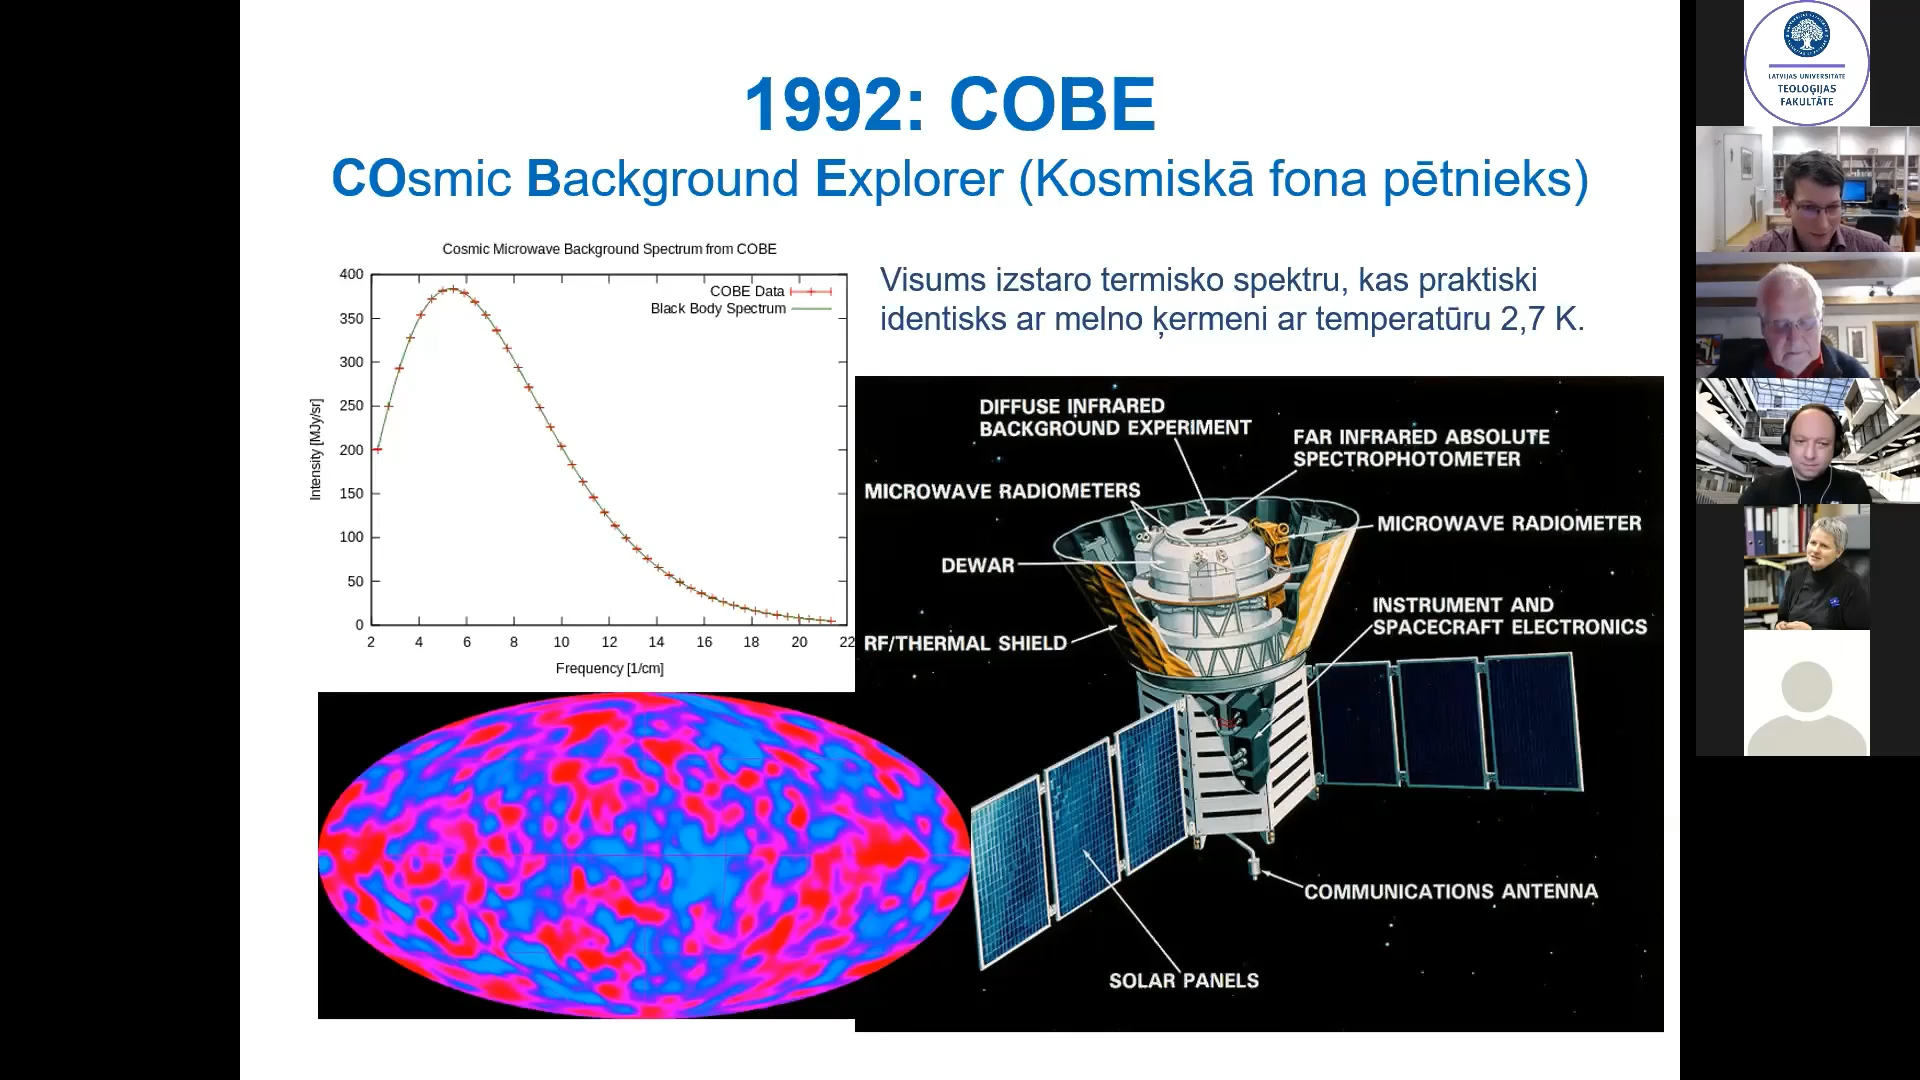 1992: COBE
COsmic Background Explorer (Kosmiskā fona pētnieks)
Cosmic Microwave Background Spectrum from COBE
400
350
300
250
200
150
100
50
0
Intensity [MJy/sr]
COBE Data
Black Body Spectrum
2 4 6 8 10 12 14 16 18 20 22
Frequency [1/cm]
Visums izstaro termisko spektru, kas praktiski
identisks ar melno ķermeni ar temperatūru 2,7 K.
DIFFUSE INFRARED
BACKGROUND EXPERIMENT
FAR INFRARED ABSOLUTE
SPECTROPHOTOMETER
MICROWAVE RADIOMETERS
MICROWAVE RADIOMETER
DEWAR
INSTRUMENT AND
SPACECRAFT ELECTRONICS
RF/THERMAL SHIELD
COMMUNICATIONS ANTENNA
SOLAR PANELS
LATVIJAS UNIVERSITĀTE
TEOLOĢIJAS
FAKULTĀTE